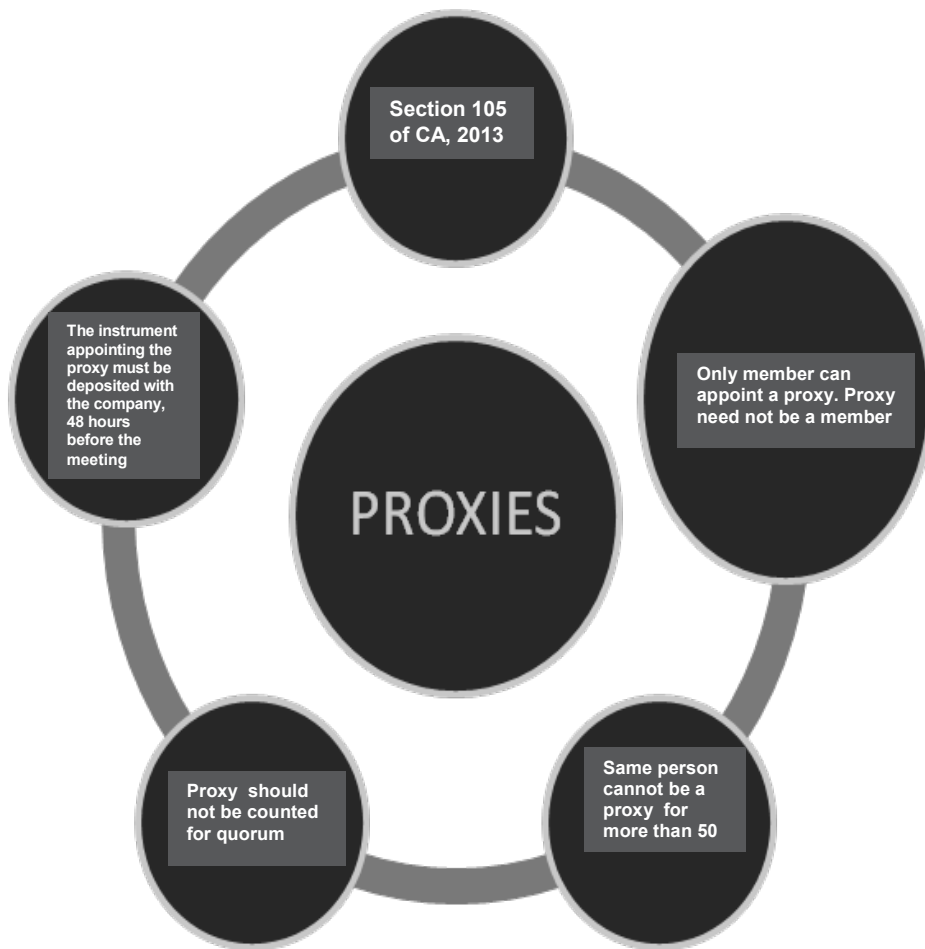 Section 105
of CA, 2013
Only member can
appoint a proxy. Proxy
need not be a member
Same person
cannot be a
proxy for
more than 50
Proxy should
not be counted
for quorum
The instrument
appointing the
proxy must be
deposited with
the company,
48 hours
before the
meeting
PROXIES